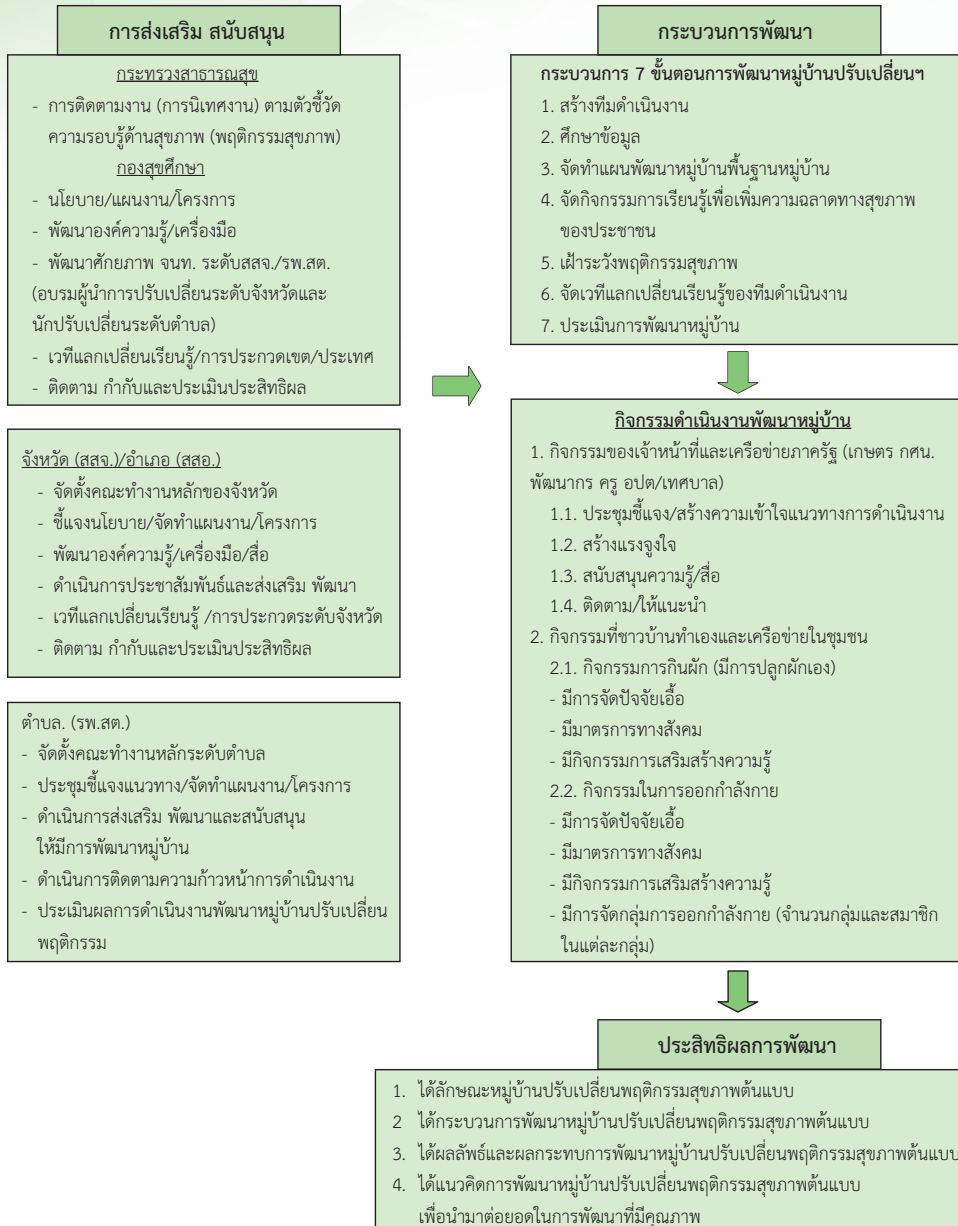 การส่งเสริม สนับสนุน
กระทรวงสาธารณสุข
- การติดตามงาน (การนิเทศงาน) ตามตัวชี้วัด
ความรอบรู้ด้านสุขภาพ (พฤติกรรมสุขภาพ)
กองสุขศึกษา
- นโยบาย/แผนงาน/โครงการ
- พัฒนาองค์ความรู้/เครื่องมือ
- พัฒนาศักยภาพ จนท. ระดับสสจ./รพ.สต.
(อบรมผู้นำการปรับเปลี่ยนระดับจังหวัดและ
นักปรับเปลี่ยนระดับตำบล)
- เวทีแลกเปลี่ยนเรียนรู้/การประกวดเขต/ประเทศ
- ติดตาม กำกับและประเมินประสิทธิผล
จังหวัด (สสจ.)/อำเภอ (สสอ.)
- จัดตั้งคณะทำงานหลักของจังหวัด
- ชี้แจงนโยบาย/จัดทำแผนงาน/โครงการ
- พัฒนาองค์ความรู้/เครื่องมือ/สื่อ
- ดำเนินการประชาสัมพันธ์และส่งเสริม พัฒนา
- เวทีแลกเปลี่ยนเรียนรู้ /การประกวดระดับจังหวัด
- ติดตาม กำกับและประเมินประสิทธิผล
ตำบล. (รพ.สต.)
- จัดตั้งคณะทำงานหลักระดับตำบล
- ประชุมชี้แจงแนวทาง/จัดทำแผนงาน/โครงการ
- ดำเนินการส่งเสริม พัฒนาและสนับสนุน
ให้มีการพัฒนาหมู่บ้าน
- ดำเนินการติดตามความก้าวหน้าการดำเนินงาน
- ประเมินผลการดำเนินงานพัฒนาหมู่บ้านปรับเปลี่ยน
พฤติกรรม
กระบวนการพัฒนา
กระบวนการ 7 ขั้นตอนการพัฒนาหมู่บ้านปรับเปลี่ยนฯ
1. สร้างทีมดำเนินงาน
2. ศึกษาข้อมูล
3. จัดทำแผนพัฒนาหมู่บ้านพื้นฐานหมู่บ้าน
4. จัดกิจกรรมการเรียนรู้เพื่อเพิ่มความฉลาดทางสุขภาพ
ของประชาชน
5. เฝ้าระวังพฤติกรรมสุขภาพ
6. จัดเวทีแลกเปลี่ยนเรียนรู้ของทีมดำเนินงาน
7. ประเมินการพัฒนาหมู่บ้าน
กิจกรรมดำเนินงานพัฒนาหมู่บ้าน
1. กิจกรรมของเจ้าหน้าที่และเครือข่ายภาครัฐ (เกษตร กศน.
พัฒนากร ครู อปต/เทศบาล)
1.1. ประชุมชี้แจง/สร้างความเข้าใจแนวทางการดำเนินงาน
1.2. สร้างแรงจูงใจ
1.3. สนับสนุนความรู้/สื่อ
1.4. ติดตาม/ให้แนะนำ
2. กิจกรรมที่ชาวบ้านทำเองและเครือข่ายในชุมชน
2.1. กิจกรรมการกินผัก (มีการปลูกผักเอง)
- มีการจัดปัจจัยเอื้อ
- มีมาตรการทางสังคม
- มีกิจกรรมการเสริมสร้างความรู้
2.2. กิจกรรมในการออกกำลังกาย
- มีการจัดปัจจัยเอื้อ
- มีมาตรการทางสังคม
- มีกิจกรรมการเสริมสร้างความรู้
- มีการจัดกลุ่มการออกกำลังกาย (จำนวนกลุ่มและสมาชิก
ในแต่ละกลุ่ม)
ประสิทธิผลการพัฒนา
1. ได้ลักษณะหมู่บ้านปรับเปลี่ยนพฤติกรรมสุขภาพต้นแบบ
2 ได้กระบวนการพัฒนาหมู่บ้านปรับเปลี่ยนพฤติกรรมสุขภาพต้นแบบ
3. ได้ผลลัพธ์และผลกระทบการพัฒนาหมู่บ้านปรับเปลี่ยนพฤติกรรมสุขภาพต้นแบบ
4. ได้แนวคิดการพัฒนาหมู่บ้านปรับเปลี่ยนพฤติกรรมสุขภาพต้นแบบ
เพื่อนำมาต่อยอดในการพัฒนาที่มีคุณภาพ